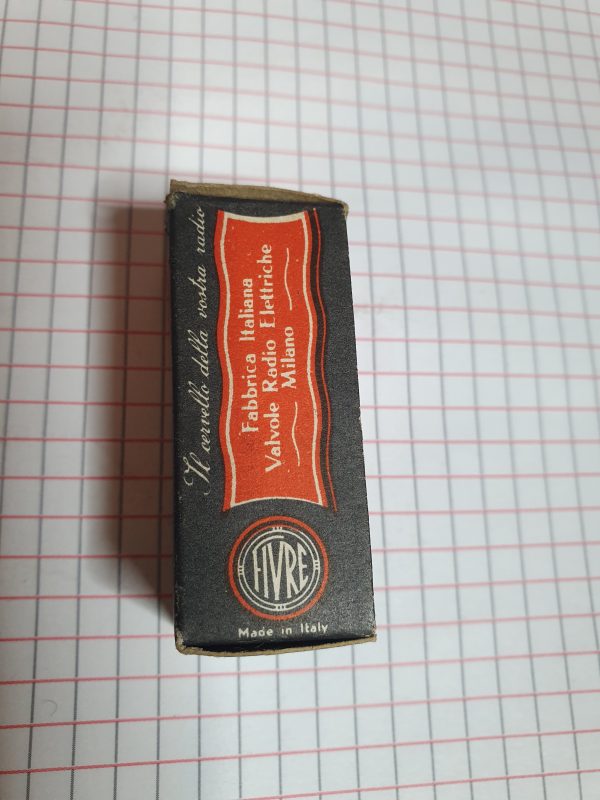 Il cervello della vostra radio
Fabbrica Italiana
Valvole Radio Elettriche
Milano
FIVRE
Made in Italy